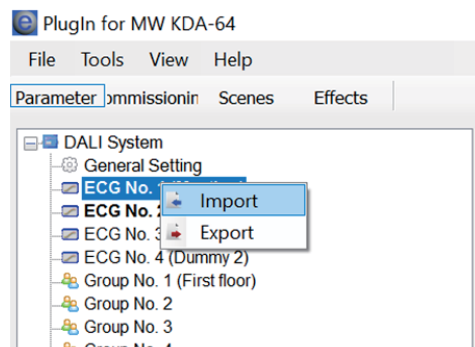 PlugIn for MW KDA-64
File Tools View Help
Parameter ommissionin Scenes Effects
DALI System
General Setting
ECG No. 1
Import
ECG No. 2
ECG No. 3
Export
ECG No. 4 (Dummy 2)
Group No. 1 (First floor)
Group No. 2
Group No. 3